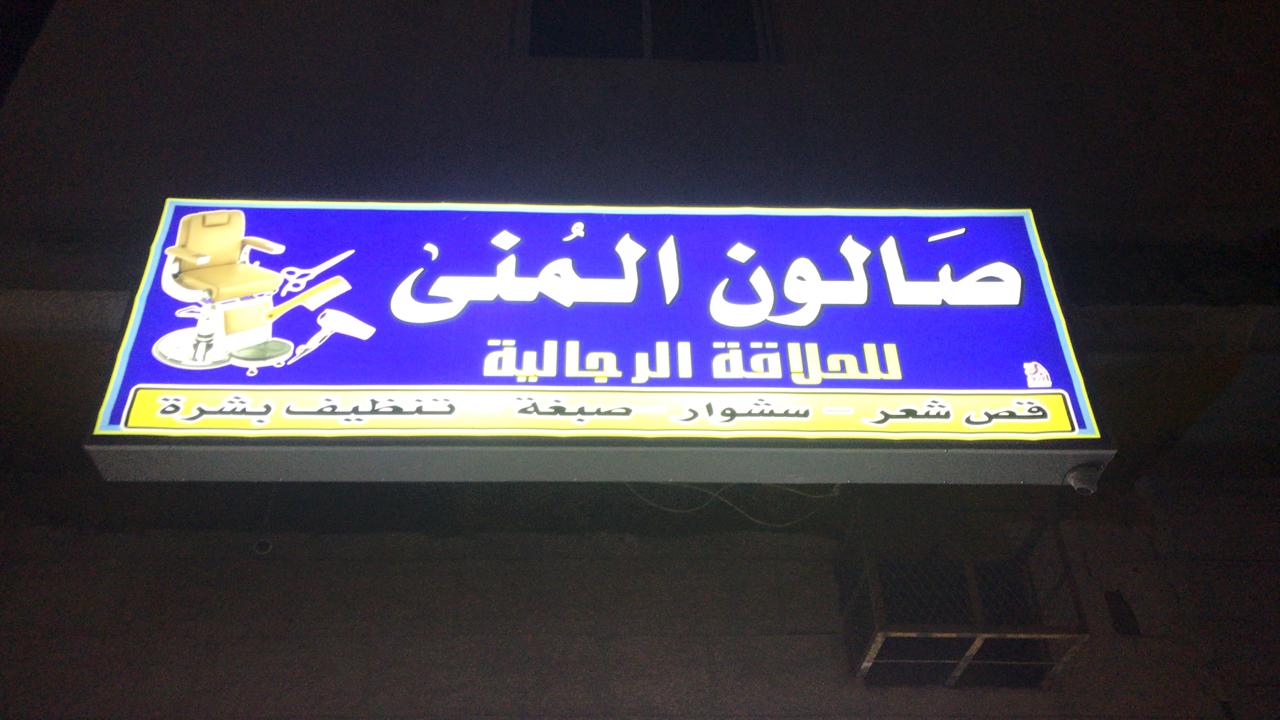 صَالون المُنى
للحلاقة الرجالية
قص شعر - سشوار - صبغة - تنظيف بشرة